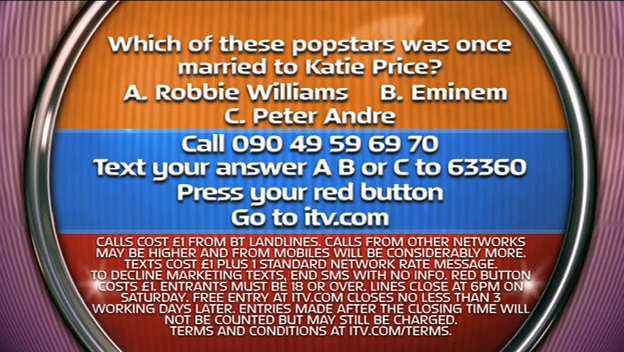 Which of these popstars was once
married to Katie Price?
A. Robbie Williams B. Eminem
C. Peter Andre
Call 090 49 59 69 70
Text your answer A B or C to 63360
Press your red button
Go to itv.com
CALLS COST £1 FROM BT LANDLINES. CALLS FROM OTHER NETWORKS
MAY BE HIGHER AND FROM MOBILES WILL BE CONSIDERABLY MORE.
TEXTS COST £1 PLUS 1 STANDARD NETWORK RATE MESSAGE
TO DECLINE MARKETING TEXTS, END SMS WITH NO INFO. RED BUTTON
COSTS £1. ENTRANTS MUST BE 18 OR OVER. LINES CLOSE AT 6PM ON
SATURDAY. FREE ENTRY AT ITV.COM CLOSES NO LESS THAN 3
WORKING DAYS LATER. ENTRIES MADE AFTER THE CLOSING TIME WILL
NOT BE COUNTED BUT MAY STILL BE CHARGED.
TERMS AND CONDITIONS AT ITV.COM/TERMS.